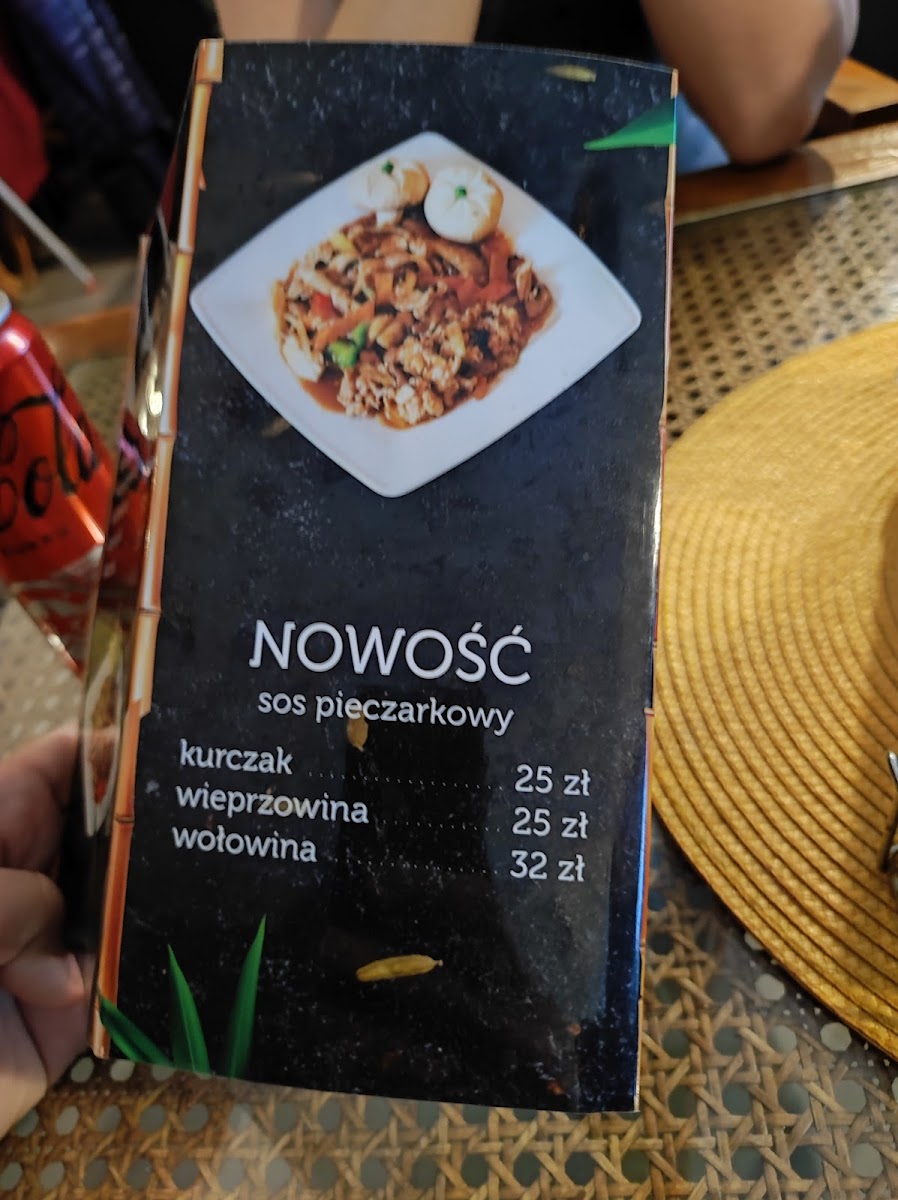 NOWOŚĆ
sos pieczarkowy
kurczak ........................ 25 zł
wieprzowina ................ 25 zł
wołowina ..................... 32 zł